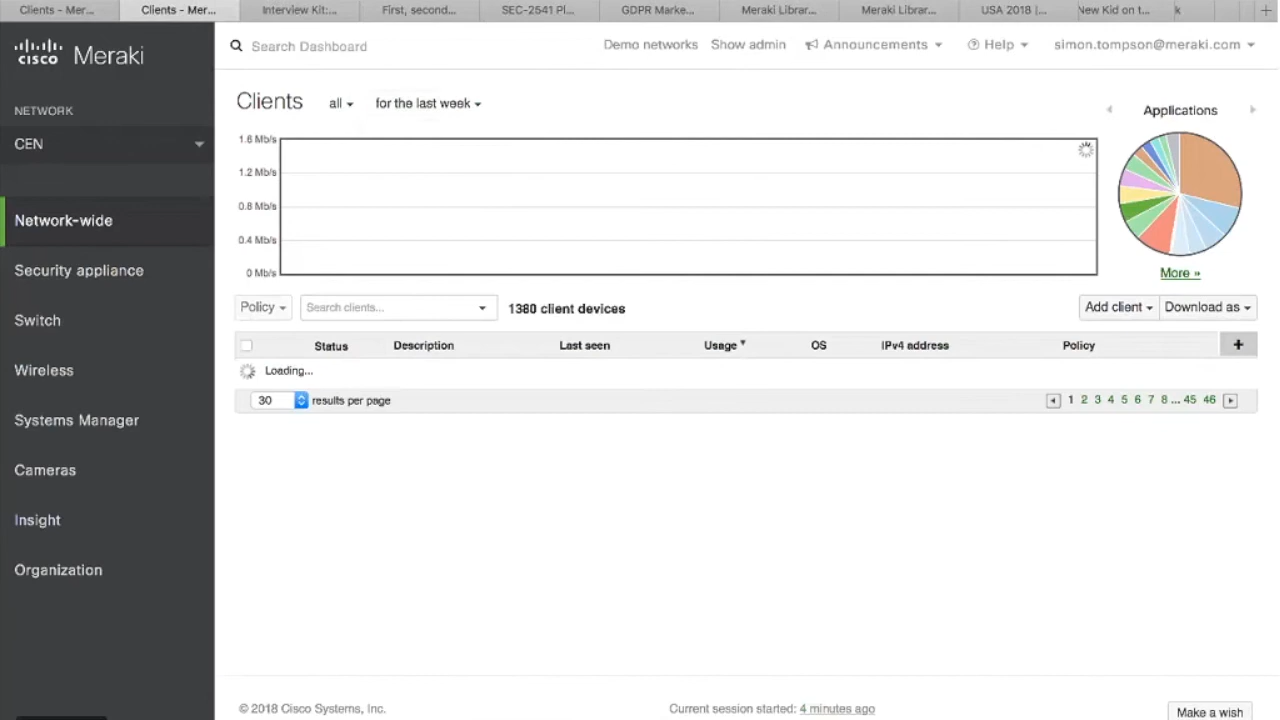 Clients - Mer...
Clients - Mer...
Interview Kit:...
First, second...
SEC-2541 Pl...
GDPR Marke...
Meraki Librar...
Meraki Librar...
USA 2018 |...
New Kid on t...
k
+
cisco Meraki
Search Dashboard
Demo networks
Show admin
Announcements
Help
simon.tompson@meraki.com
NETWORK
CEN
Network-wide
Security appliance
Switch
Wireless
Systems Manager
Cameras
Insight
Organization
Clients all for the last week
Applications
1.6 Mb/s
1.2 Mb/s
0.8 Mb/s
0.4 Mb/s
0 Mb/s
More »
Policy Search clients... 1380 client devices Add client Download as
Status Description Last seen Usage OS IPv4 address Policy +
Loading...
30 results per page 1 2 3 4 5 6 7 8 ... 45 46
© 2018 Cisco Systems, Inc.
Current session started: 4 minutes ago
Make a wish